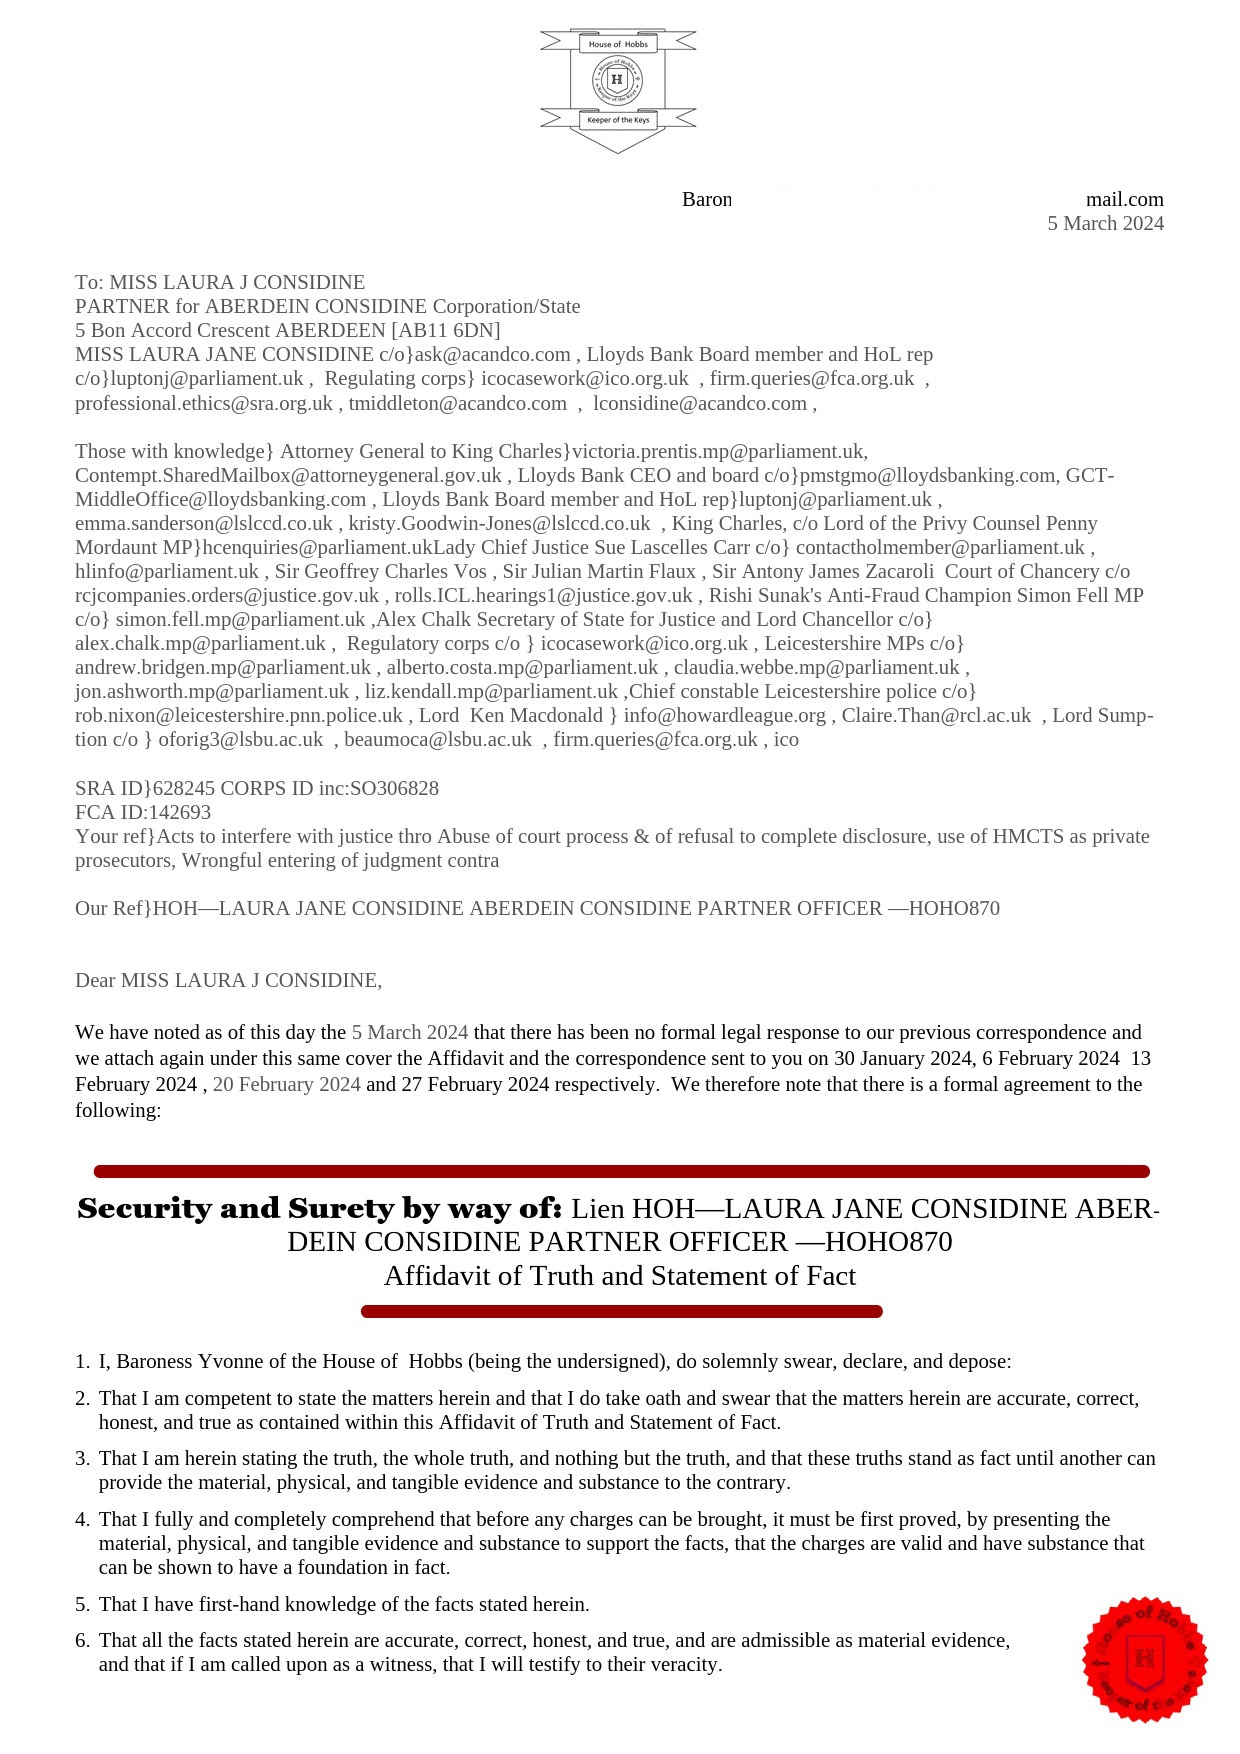 House of Hobbs
House of Hobbs
H
Keeper of the Keys
Keeper of the Keys
Baron mail.com
5 March 2024
To: MISS LAURA J CONSIDINE
PARTNER for ABERDEIN CONSIDINE Corporation/State
5 Bon Accord Crescent ABERDEEN [AB11 6DN]
MISS LAURA JANE CONSIDINE c/o}ask@acandco.com , Lloyds Bank Board member and HoL rep
c/o}luptonj@parliament.uk , Regulating corps} icocasework@ico.org.uk , firm.queries@fca.org.uk ,
professional.ethics@sra.org.uk , tmiddleton@acandco.com , lconsidine@acandco.com ,
Those with knowledge} Attorney General to King Charles}victoria.prentis.mp@parliament.uk,
Contempt.SharedMailbox@attorneygeneral.gov.uk , Lloyds Bank CEO and board c/o}pmstgmo@lloydsbanking.com, GCT-
MiddleOffice@lloydsbanking.com , Lloyds Bank Board member and HoL rep}luptonj@parliament.uk ,
emma.sanderson@lslccd.co.uk , kristy.Goodwin-Jones@lslccd.co.uk , King Charles, c/o Lord of the Privy Counsel Penny
Mordaunt MP}hcenquiries@parliament.ukLady Chief Justice Sue Lascelles Carr c/o} contactholmember@parliament.uk ,
hlinfo@parliament.uk , Sir Geoffrey Charles Vos , Sir Julian Martin Flaux , Sir Antony James Zacaroli Court of Chancery c/o
rcjcompanies.orders@justice.gov.uk , rolls.ICL.hearings1@justice.gov.uk , Rishi Sunak's Anti-Fraud Champion Simon Fell MP
c/o} simon.fell.mp@parliament.uk ,Alex Chalk Secretary of State for Justice and Lord Chancellor c/o}
alex.chalk.mp@parliament.uk , Regulatory corps c/o } icocasework@ico.org.uk , Leicestershire MPs c/o}
andrew.bridgen.mp@parliament.uk , alberto.costa.mp@parliament.uk , claudia.webbe.mp@parliament.uk ,
jon.ashworth.mp@parliament.uk , liz.kendall.mp@parliament.uk ,Chief constable Leicestershire police c/o}
rob.nixon@leicestershire.pnn.police.uk , Lord Ken Macdonald } info@howardleague.org , Claire.Than@rcl.ac.uk , Lord Sump-
tion c/o } oforig3@lsbu.ac.uk , beaumoca@lsbu.ac.uk , firm.queries@fca.org.uk , ico
SRA ID}628245 CORPS ID inc:SO306828
FCA ID:142693
Your ref}Acts to interfere with justice thro Abuse of court process & of refusal to complete disclosure, use of HMCTS as private
prosecutors, Wrongful entering of judgment contra
Our Ref}HOH—LAURA JANE CONSIDINE ABERDEIN CONSIDINE PARTNER OFFICER —HOHO870
Dear MISS LAURA J CONSIDINE,
We have noted as of this day the 5 March 2024 that there has been no formal legal response to our previous correspondence and
we attach again under this same cover the Affidavit and the correspondence sent to you on 30 January 2024, 6 February 2024 13
February 2024 , 20 February 2024 and 27 February 2024 respectively. We therefore note that there is a formal agreement to the
following:
Security and Surety by way of: Lien HOH—LAURA JANE CONSIDINE ABER-
DEIN CONSIDINE PARTNER OFFICER —HOHO870
Affidavit of Truth and Statement of Fact
1. I, Baroness Yvonne of the House of Hobbs (being the undersigned), do solemnly swear, declare, and depose:
2. That I am competent to state the matters herein and that I do take oath and swear that the matters herein are accurate, correct,
honest, and true as contained within this Affidavit of Truth and Statement of Fact.
3. That I am herein stating the truth, the whole truth, and nothing but the truth, and that these truths stand as fact until another can
provide the material, physical, and tangible evidence and substance to the contrary.
4. That I fully and completely comprehend that before any charges can be brought, it must be first proved, by presenting the
material, physical, and tangible evidence and substance to support the facts, that the charges are valid and have substance that
can be shown to have a foundation in fact.
5. That I have first-hand knowledge of the facts stated herein.
6. That all the facts stated herein are accurate, correct, honest, and true, and are admissible as material evidence,
and that if I am called upon as a witness, that I will testify to their veracity.
House of Hobbs
H
Keeper of the Keys